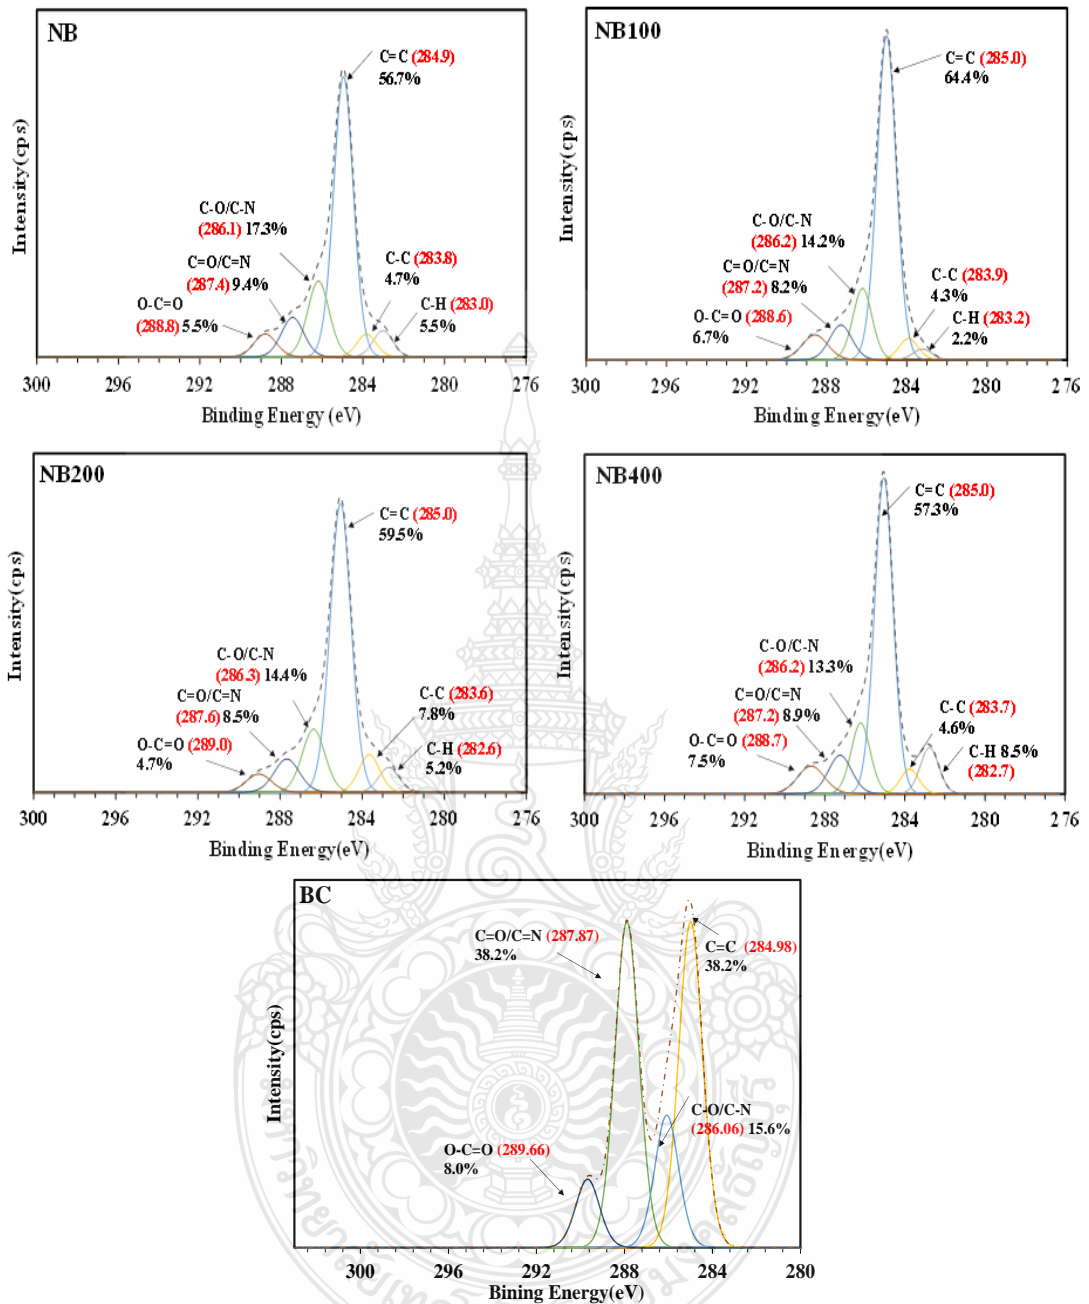 NB
C=C (284.9)
56.7%
C-O/C-N
(286.1) 17.3%
C=O/C=N
(287.4) 9.4%
O-C=O
(288.8) 5.5%
C-C (283.8)
4.7%
C-H (283.0)
5.5%
Intensity(cps)
300 296 292 288 284 280 276
Binding Energy (eV)
NB100
C=C (285.0)
64.4%
C-O/C-N
(286.2) 14.2%
C=O/C=N
(287.2) 8.2%
O-C=O (288.6)
6.7%
C-C (283.9)
4.3%
C-H (283.2)
2.2%
Intensity(cps)
300 296 292 288 284 280 276
Binding Energy (eV)
NB200
C=C (285.0)
59.5%
C-O/C-N
(286.3) 14.4%
C=O/C=N
(287.6) 8.5%
O-C=O (289.0)
4.7%
C-C (283.6)
7.8%
C-H (282.6)
5.2%
Intensity(cps)
300 296 292 288 284 280 276
Binding Energy(eV)
NB400
C=C (285.0)
57.3%
C-O/C-N
(286.2) 13.3%
C=O/C=N
(287.2) 8.9%
O-C=O (288.7)
7.5%
C-C (283.7)
4.6%
C-H 8.5%
(282.7)
Intensity(cps)
300 296 292 288 284 280 276
Binding Energy(eV)
BC
C=O/C=N (287.87)
38.2%
C=C (284.98)
38.2%
C-O/C-N
(286.06) 15.6%
O-C=O (289.66)
8.0%
Intensity(cps)
300 296 292 288 284 280
Bining Energy(eV)